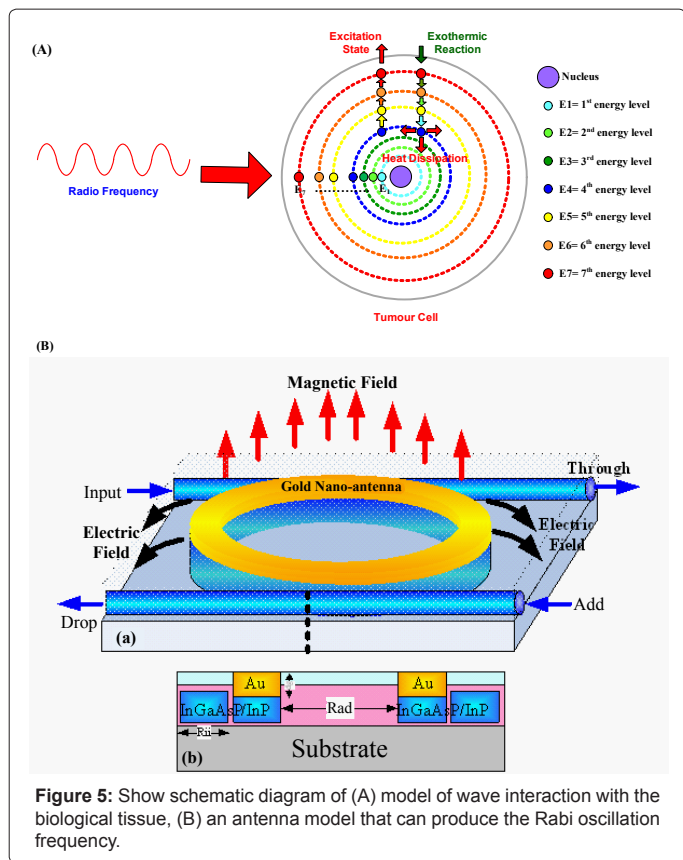 (A)
Excitation
State
Exothermic
Reaction
Radio Frequency
Heat Dissipation
E7
E1
Nucleus
E1= 1st energy level
E2= 2nd energy level
E3= 3rd energy level
E4= 4th energy level
E5= 5th energy level
E6= 6th energy level
E7= 7th energy level
Tumour Cell
(B)
Magnetic Field
Through
Input
Gold Nano-antenna
Electric
Field
Electric
Field
Drop
Add
(a)
Au
Au
InGaAsP/InP
Rad
InGaAsP/InP
Rii
(b)
Substrate
Figure 5: Show schematic diagram of (A) model of wave interaction with the
biological tissue, (B) an antenna model that can produce the Rabi oscillation
frequency.